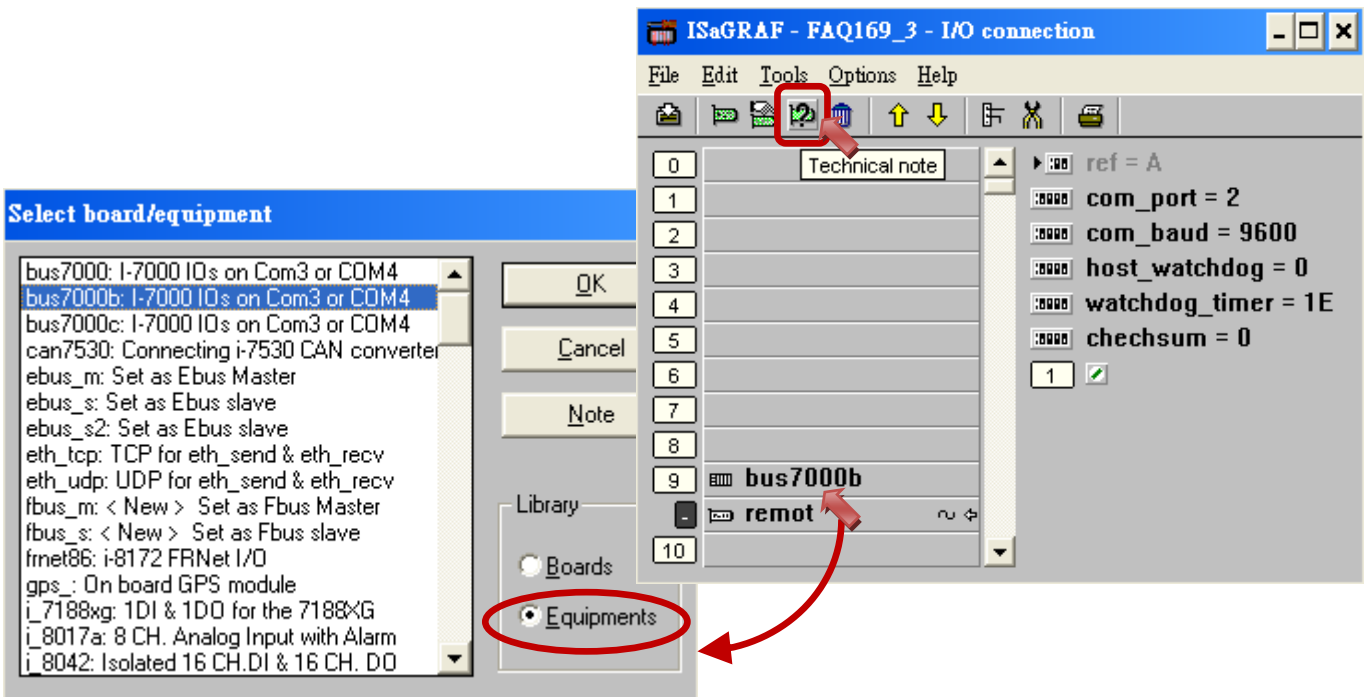 ISaGRAF - FAQ169_3 - I/O connection
File Edit Tools Options Help
Technical note
0
1
2
3
4
5
6
7
8
9 bus7000b
- remot
10
ref = A
com_port = 2
com_baud = 9600
host_watchdog = 0
watchdog_timer = 1E
chechsum = 0
1
Select board/equipment
bus7000: I-7000 IOs on Com3 or COM4
bus7000b: I-7000 IOs on Com3 or COM4
bus7000c: I-7000 IOs on Com3 or COM4
can7530: Connecting i-7530 CAN converter
ebus_m: Set as Ebus Master
ebus_s: Set as Ebus slave
ebus_s2: Set as Ebus slave
eth_tcp: TCP for eth_send & eth_recv
eth_udp: UDP for eth_send & eth_recv
fbus_m: < New > Set as Fbus Master
fbus_s: < New > Set as Fbus slave
frnet86: i-8172 FRNet I/O
gps_: On board GPS module
i_7188xg: 1DI & 1DO for the 7188XG
i_8017a: 8 CH. Analog Input with Alarm
i_8042: Isolated 16 CH.DI & 16 CH. DO
OK
Cancel
Note
Library
Boards
Equipments